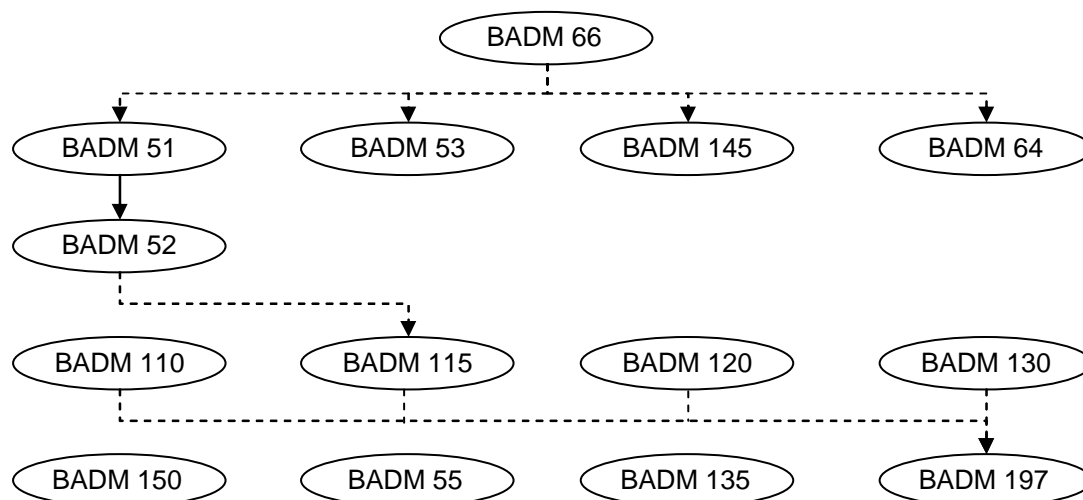 BADM 66
BADM 51
BADM 53
BADM 145
BADM 64
BADM 52
BADM 110
BADM 115
BADM 120
BADM 130
BADM 150
BADM 55
BADM 135
BADM 197